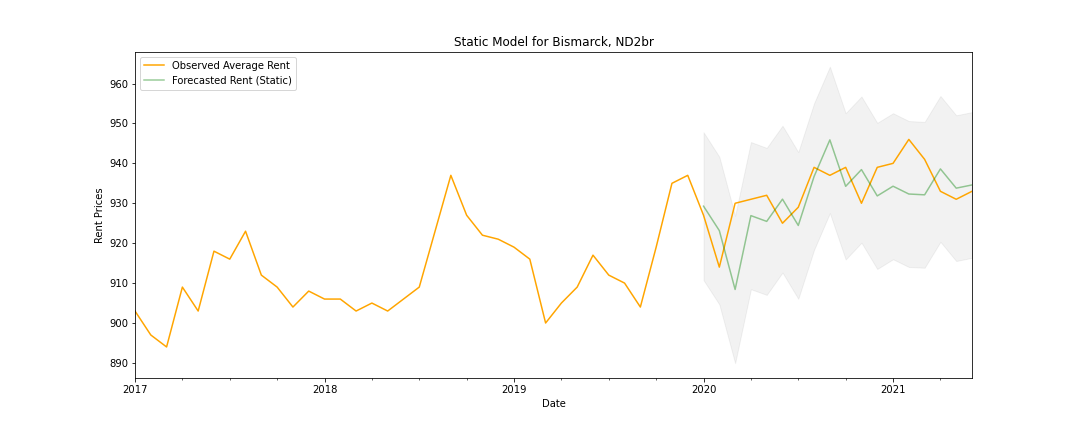 Static Model for Bismarck, ND2br
Observed Average Rent
Forecasted Rent (Static)
960
950
940
930
920
910
900
890
Rent Prices
2017
2018
2019
2020
2021
Date